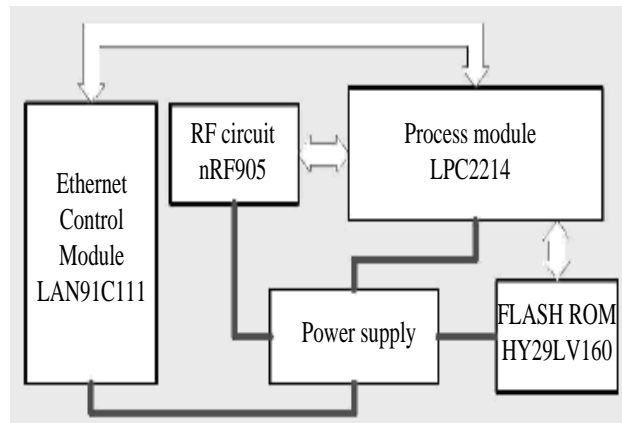 Ethernet
Control
Module
LAN91C111
RF circuit
nRF905
Process module
LPC2214
Power supply
FLASH ROM
HY29LV160